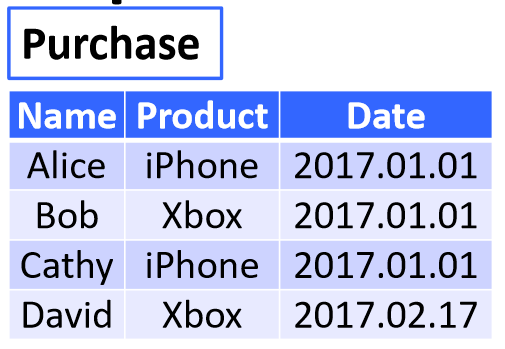 Purchase
Name Product Date
Alice iPhone 2017.01.01
Bob Xbox 2017.01.01
Cathy iPhone 2017.01.01
David Xbox 2017.02.17